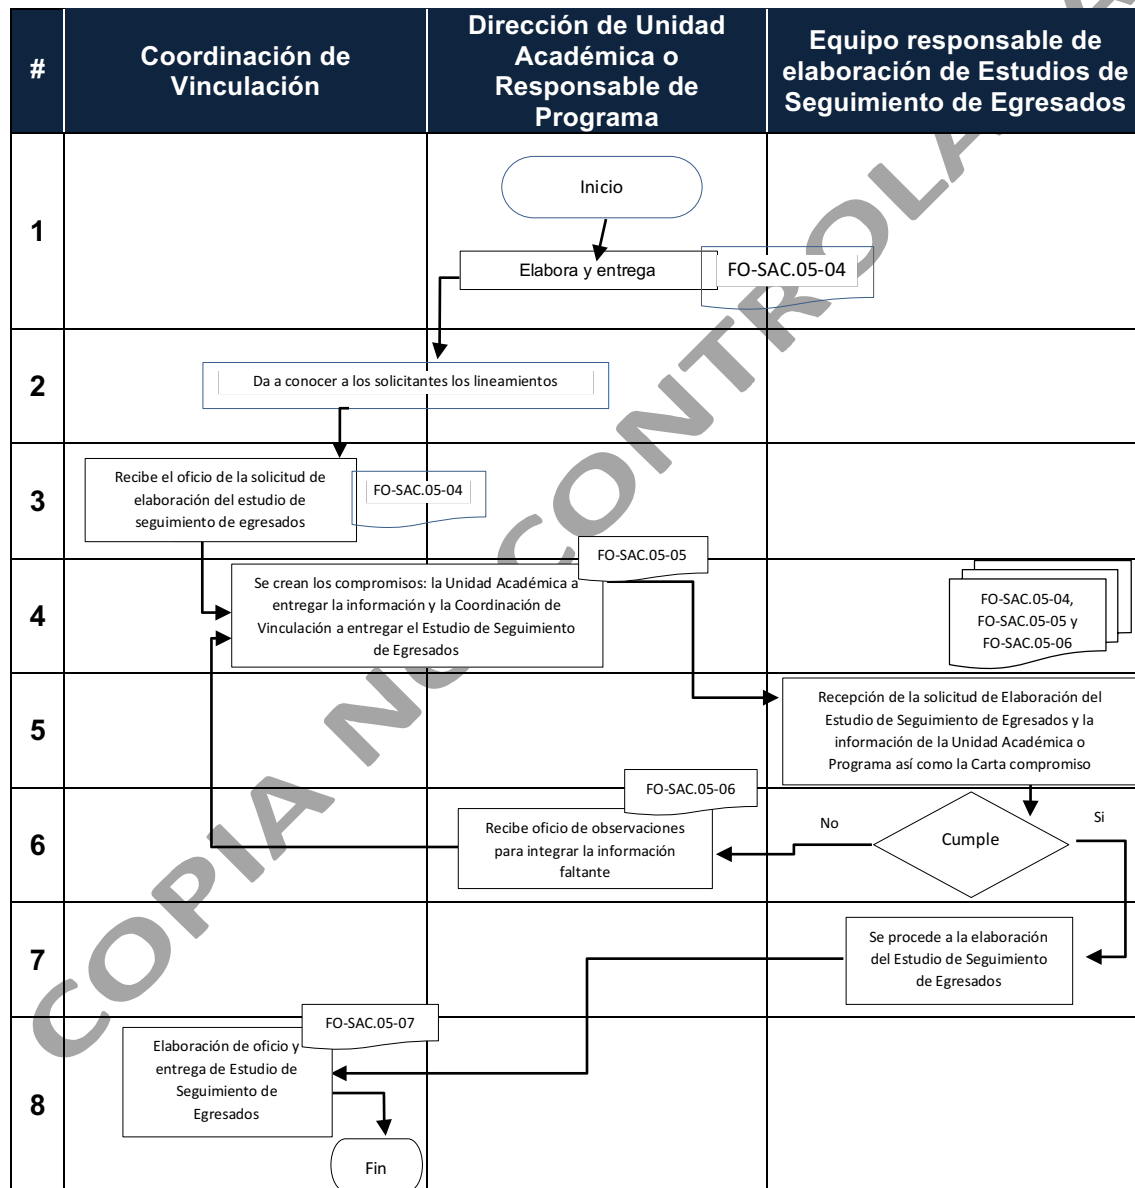 #
Coordinación de
Vinculación
Dirección de Unidad
Académica o
Responsable de
Programa
Equipo responsable de
elaboración de Estudios de
Seguimiento de Egresados
1
Inicio
Elabora y entrega
FO-SAC.05-04
2
Da a conocer a los solicitantes los lineamientos
3
Recibe el oficio de la solicitud de
elaboración del estudio de
seguimiento de egresados
FO-SAC.05-04
4
FO-SAC.05-05
Se crean los compromisos: la Unidad Académica a
entregar la información y la Coordinación de
Vinculación a entregar el Estudio de Seguimiento
de Egresados
FO-SAC.05-04,
FO-SAC.05-05 y
FO-SAC.05-06
5
Recepción de la solicitud de Elaboración del
Estudio de Seguimiento de Egresados y la
información de la Unidad Académica o
Programa así como la Carta compromiso
6
FO-SAC.05-06
Recibe oficio de observaciones
para integrar la información
faltante
No
Cumple
Si
7
Se procede a la elaboración
del Estudio de Seguimiento
de Egresados
8
FO-SAC.05-07
Elaboración de oficio y
entrega de Estudio de
Seguimiento de
Egresados
Fin
COPIA NO CONTROLA